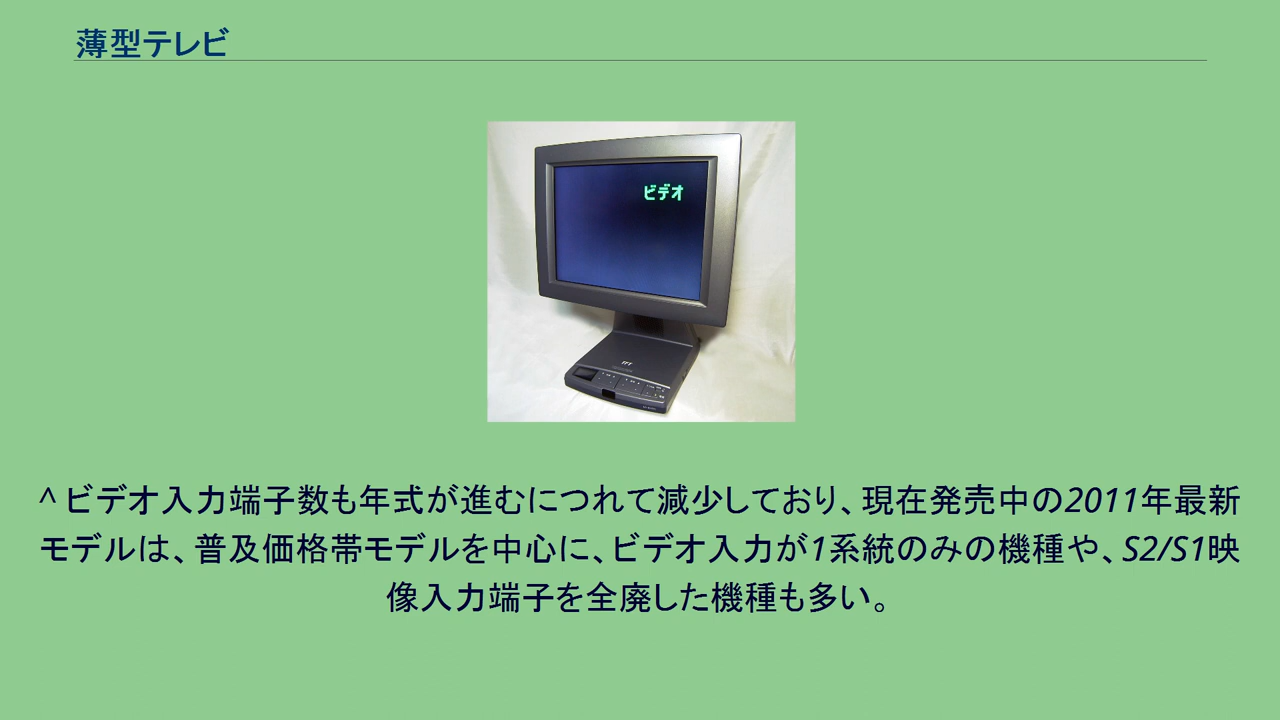 薄型テレビ
ビデオ
^ ビデオ入力端子数も年式が進むにつれて減少しており、現在発売中の2011年最新
モデルは、普及価格帯モデルを中心に、ビデオ入力が1系統のみの機種や、S2/S1映
像入力端子を全廃した機種も多い。